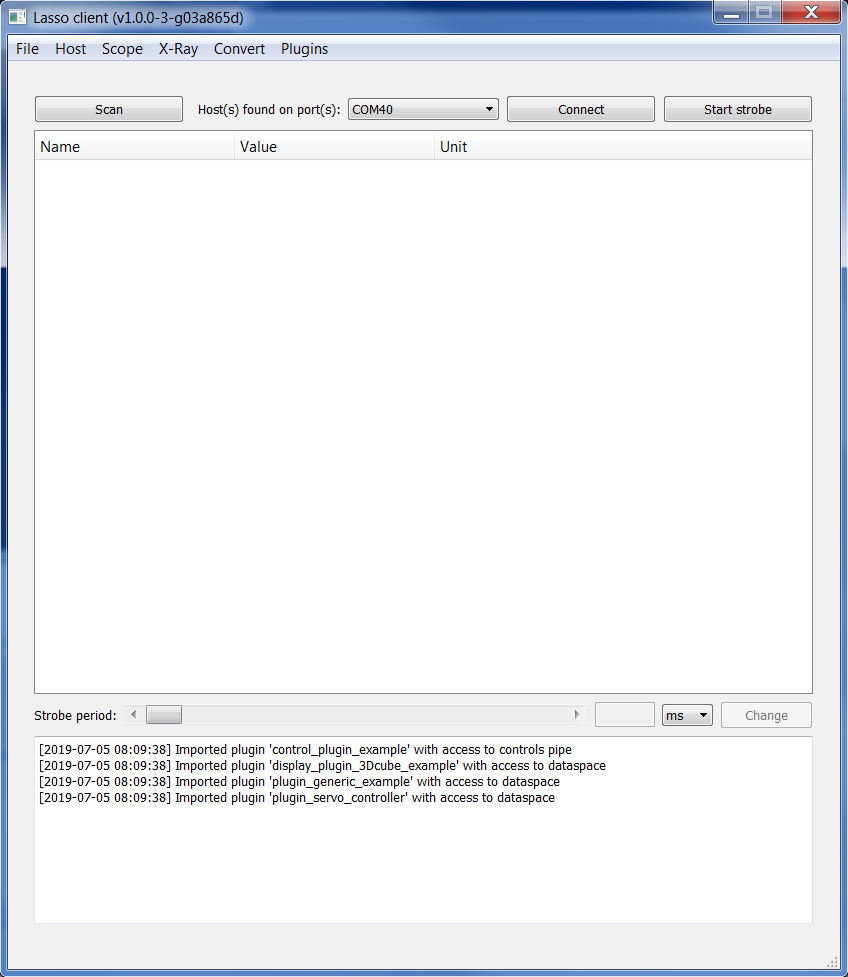 Lasso client (v1.0.0-3-g03a865d)
File Host Scope X-Ray Convert Plugins
Scan Host(s) found on port(s): COM40 Connect Start strobe
Name Value Unit
Strobe period: ms Change
[2019-07-05 08:09:38] Imported plugin 'control_plugin_example' with access to controls pipe
[2019-07-05 08:09:38] Imported plugin 'display_plugin_3Dcube_example' with access to dataspace
[2019-07-05 08:09:38] Imported plugin 'plugin_generic_example' with access to dataspace
[2019-07-05 08:09:38] Imported plugin 'plugin_servo_controller' with access to dataspace